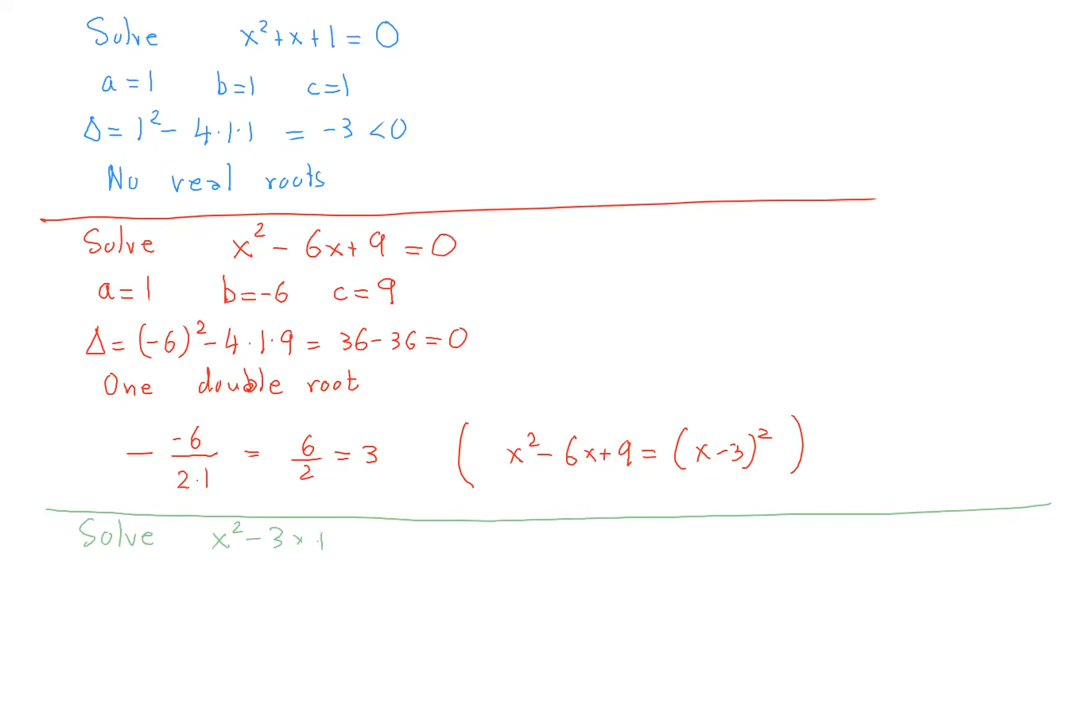 Solve x² + x + 1 = 0
a = 1 b = 1 c = 1
Δ = 1² - 4·1·1 = -3 < 0
No real roots
Solve x² - 6x + 9 = 0
a = 1 b = -6 c = 9
Δ = (-6)² - 4·1·9 = 36 - 36 = 0
One double root
- -6/2·1 = 6/2 = 3 ( x² - 6x + 9 = (x - 3)² )
Solve x² - 3x